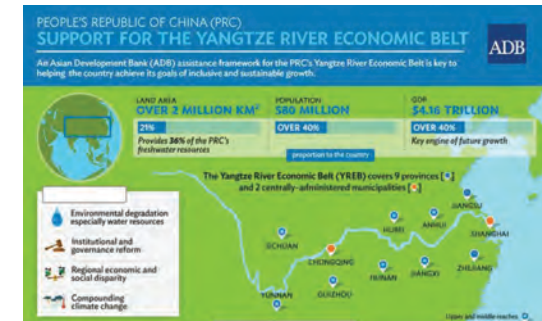 PEOPLE'S REPUBLIC OF CHINA (PRC)
SUPPORT FOR THE YANGTZE RIVER ECONOMIC BELT
ADB
An Asian Development Bank (ADB) assistance framework for the PRC's Yangtze River Economic Belt is key to
helping the country achieve its goals of inclusive and sustainable growth.
LAND AREA
OVER 2 MILLION KM²
21%
Provides 36% of the PRC's
freshwater resources
POPULATION
580 MILLION
OVER 40%
GDP
$4.16 TRILLION
OVER 40%
Key engine of future growth
proportion to the country
The Yangtze River Economic Belt (YREB) covers 9 provinces [ ]
and 2 centrally-administered municipalities [ ]
Environmental degradation
especially water resources
Institutional and
governance reform
Regional economic and
social disparity
Compounding
climate change
JIANGSU
SHANGHAI
ANHUI
HUBEI
SICHUAN
CHONGQING
ZHEJIANG
JIANGXI
HUNAN
GUIZHOU
YUNNAN
Upper and middle reaches